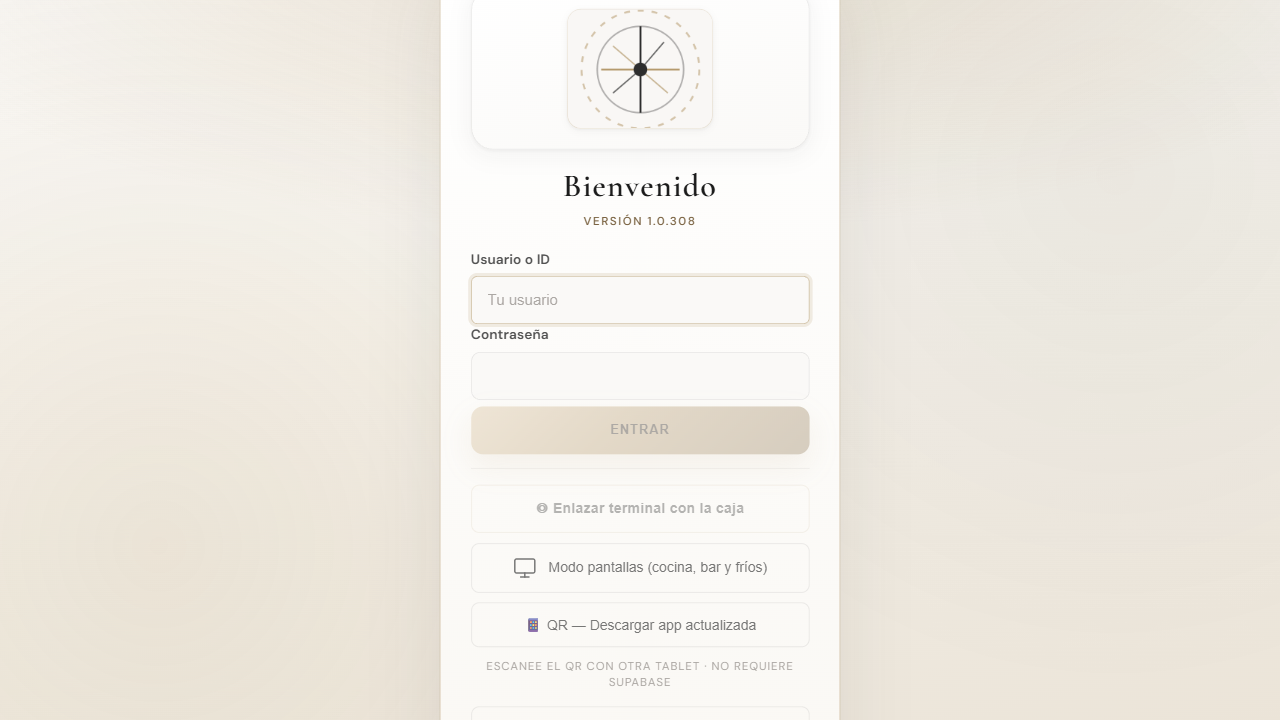 Bienvenido
VERSIÓN 1.0.308
Usuario o ID
Tu usuario
Contraseña
ENTRAR
Enlazar terminal con la caja
Modo pantallas (cocina, bar y fríos)
QR — Descargar app actualizada
ESCANEE EL QR CON OTRA TABLET · NO REQUIERE
SUPABASE